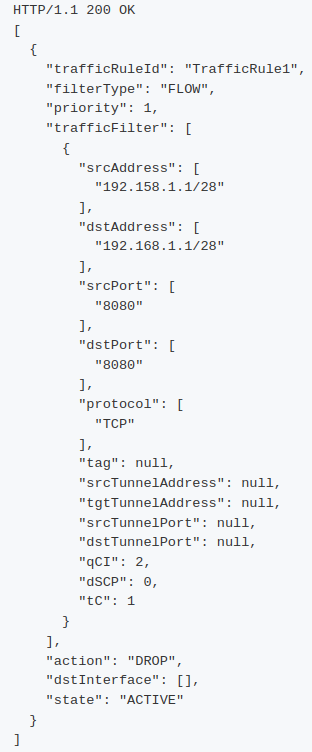 HTTP/1.1 200 OK
[
  {
    "trafficRuleId": "TrafficRule1",
    "filterType": "FLOW",
    "priority": 1,
    "trafficFilter": [
      {
        "srcAddress": [
          "192.158.1.1/28"
        ],
        "dstAddress": [
          "192.168.1.1/28"
        ],
        "srcPort": [
          "8080"
        ],
        "dstPort": [
          "8080"
        ],
        "protocol": [
          "TCP"
        ],
        "tag": null,
        "srcTunnelAddress": null,
        "tgtTunnelAddress": null,
        "srcTunnelPort": null,
        "dstTunnelPort": null,
        "qCI": 2,
        "dSCP": 0,
        "tC": 1
      }
    ],
    "action": "DROP",
    "dstInterface": [],
    "state": "ACTIVE"
  }
]